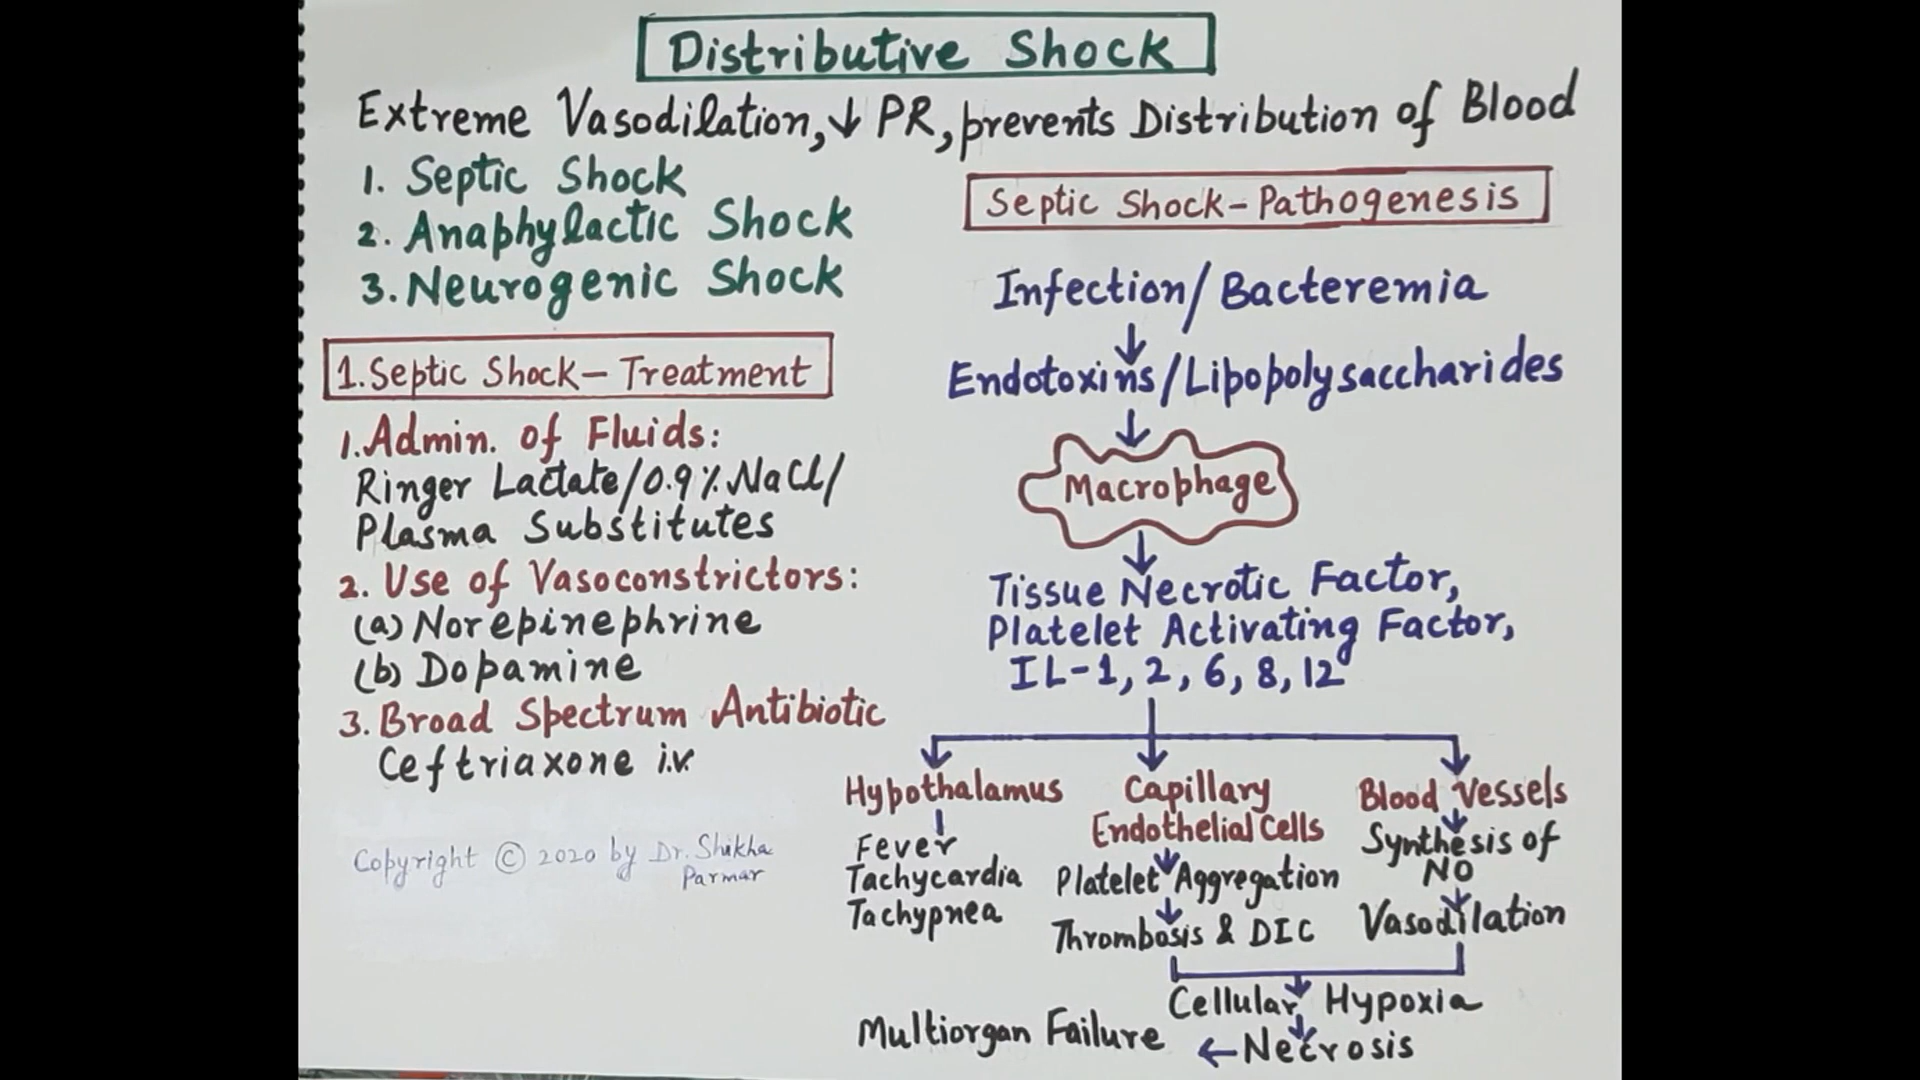 Distributive Shock
Extreme Vasodilation, ↓ PR, prevents Distribution of Blood
1. Septic Shock
2. Anaphylactic Shock
3. Neurogenic Shock
1. Septic Shock - Treatment
1. Admin. of Fluids:
Ringer Lactate/0.9% NaCl/
Plasma Substitutes
2. Use of Vasoconstrictors:
(a) Norepinephrine
(b) Dopamine
3. Broad Spectrum Antibiotic
Ceftriaxone i.v.
Copyright © 2020 by Dr. Shikha
Parmar
Septic Shock - Pathogenesis
Infection/Bacteremia
↓
Endotoxins/Lipopolysaccharides
↓
Macrophage
↓
Tissue Necrotic Factor,
Platelet Activating Factor,
IL-1, 2, 6, 8, 12
Hypothalamus
Fever
Tachycardia
Tachypnea
Capillary
Endothelial Cells
↓
Platelet Aggregation
↓
Thrombosis & DIC
Blood Vessels
↓
Synthesis of
NO
↓
Vasodilation
Cellular Hypoxia
↓
← Necrosis
Multiorgan Failure